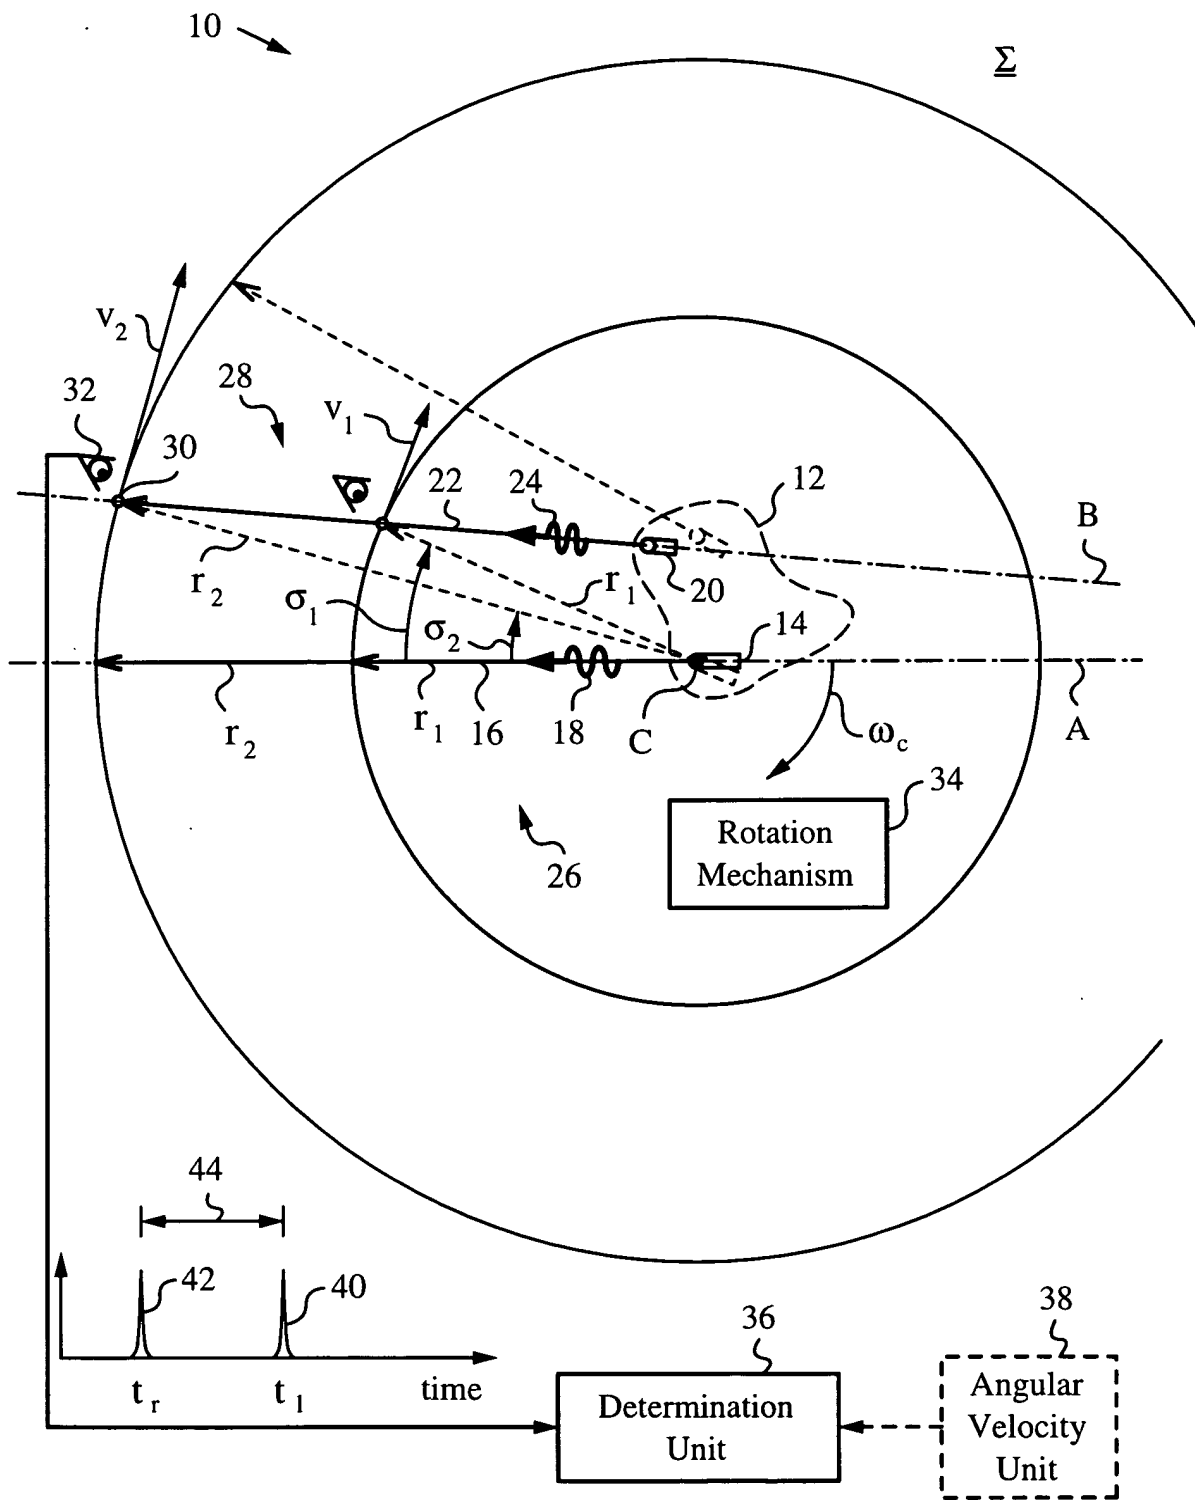 10
Σ
v2
32
28
30
v1
22
24
12
B
r2
σ1
r1
20
σ2
14
r2
r1
16
18
C
ωc
A
34
Rotation
Mechanism
26
44
42
40
tr
tl
time
36
Determination
Unit
38
Angular
Velocity
Unit